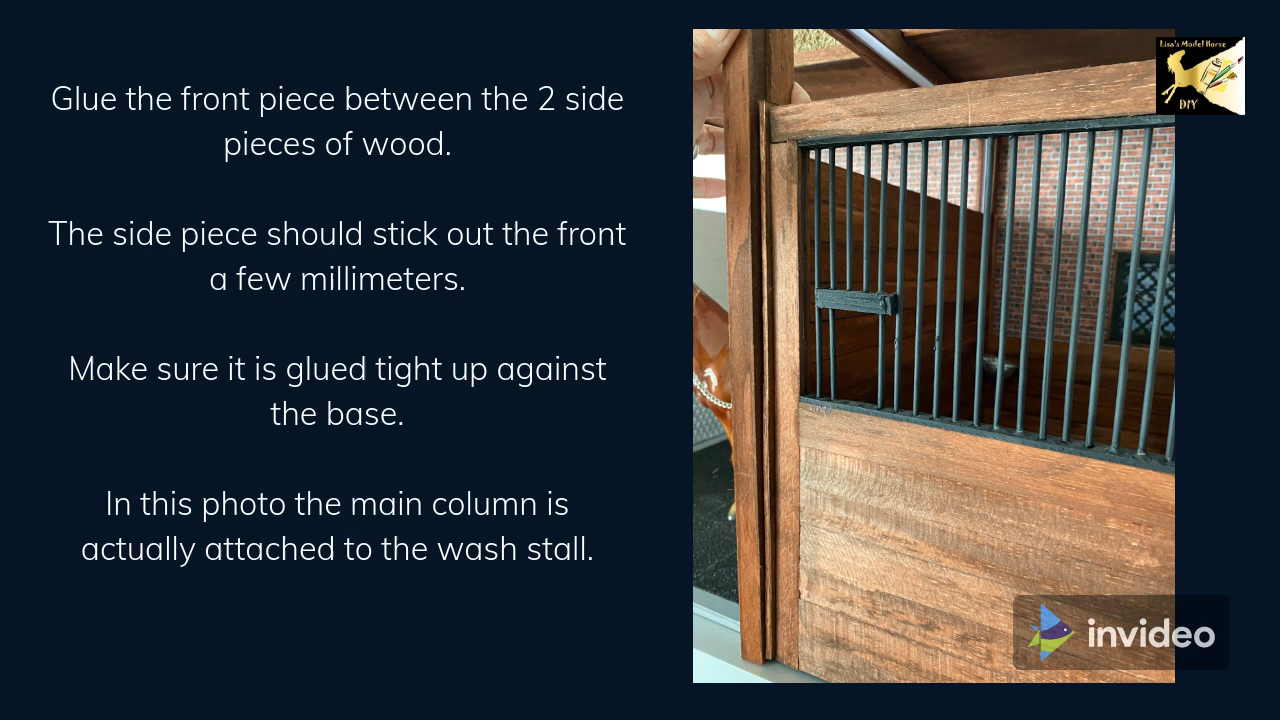 Glue the front piece between the 2 side
pieces of wood.
The side piece should stick out the front
a few millimeters.
Make sure it is glued tight up against
the base.
In this photo the main column is
actually attached to the wash stall.
Lisa's Model Horse
DIY
invideo